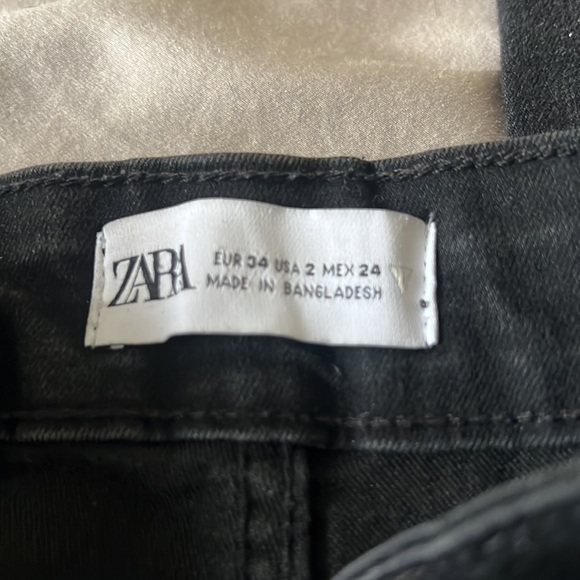 ZARA
EUR 34 USA 2 MEX 24
MADE IN BANGLADESH